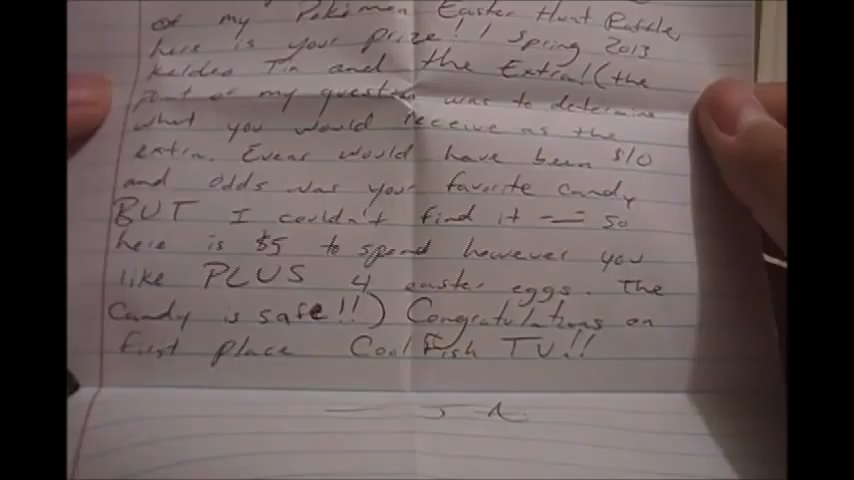 of my Pokémon Easter Hunt Raffle,
here is your prize!! 1 Spring 2013
Keldeo Tin and the Extra! (the
point of my question was to determine
what you would receive as the
extra. Evens would have been $10
and odds was your favorite candy
BUT I couldn't find it so
here is $5 to spend however you
like PLUS 4 easter eggs. The
Candy is safe!!) Congratulations on
first place CoolFish TV!!